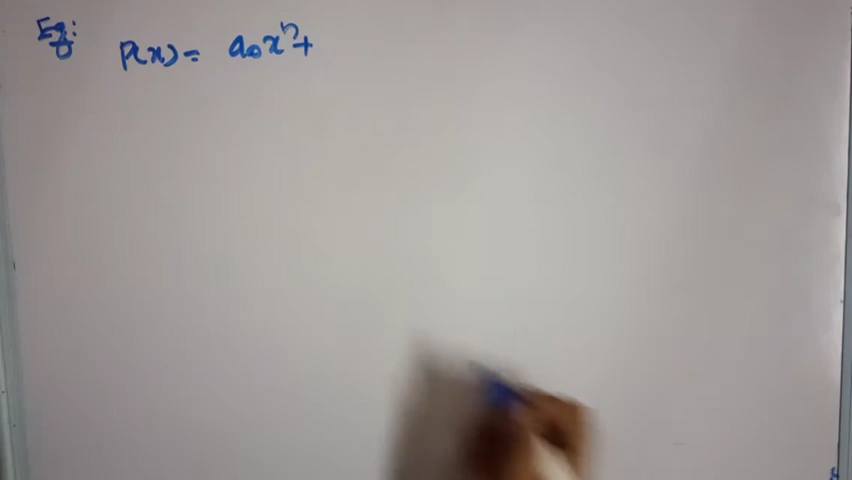 Eg: P(x) = a₀xⁿ +